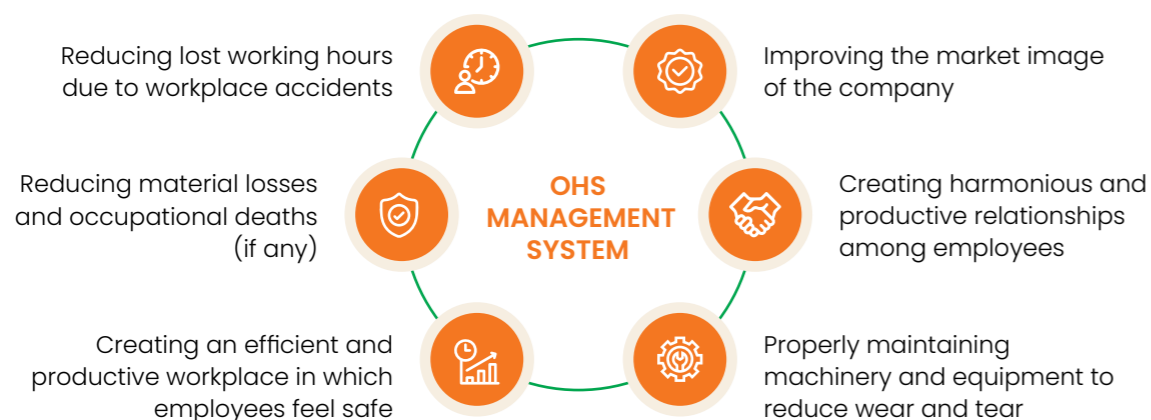 Reducing lost working hours
due to workplace accidents
Improving the market image
of the company
Reducing material losses
and occupational deaths
(if any)
OHS
MANAGEMENT
SYSTEM
Creating harmonious and
productive relationships
among employees
Creating an efficient and
productive workplace in which
employees feel safe
Properly maintaining
machinery and equipment to
reduce wear and tear